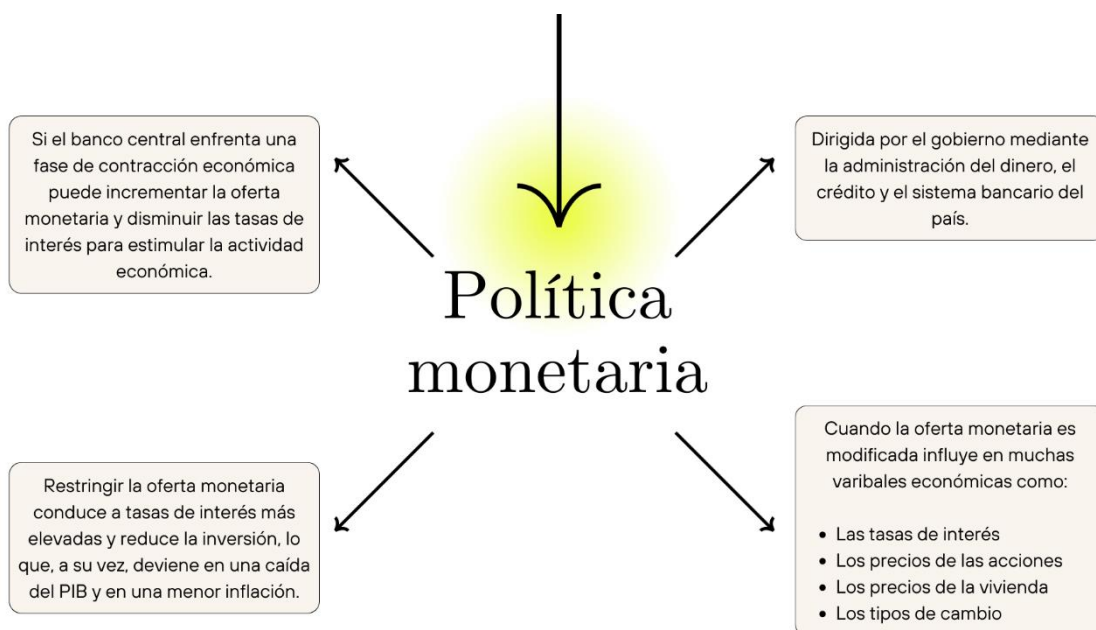 Si el banco central enfrenta una
fase de contracción económica
puede incrementar la oferta
monetaria y disminuir las tasas de
interés para estimular la actividad
económica.
Dirigida por el gobierno mediante
la administración del dinero, el
crédito y el sistema bancario del
país.
Política
monetaria
Restringir la oferta monetaria
conduce a tasas de interés más
elevadas y reduce la inversión, lo
que, a su vez, deviene en una caída
del PIB y en una menor inflación.
Cuando la oferta monetaria es
modificada influye en muchas
varibales económicas como:
• Las tasas de interés
• Los precios de las acciones
• Los precios de la vivienda
• Los tipos de cambio